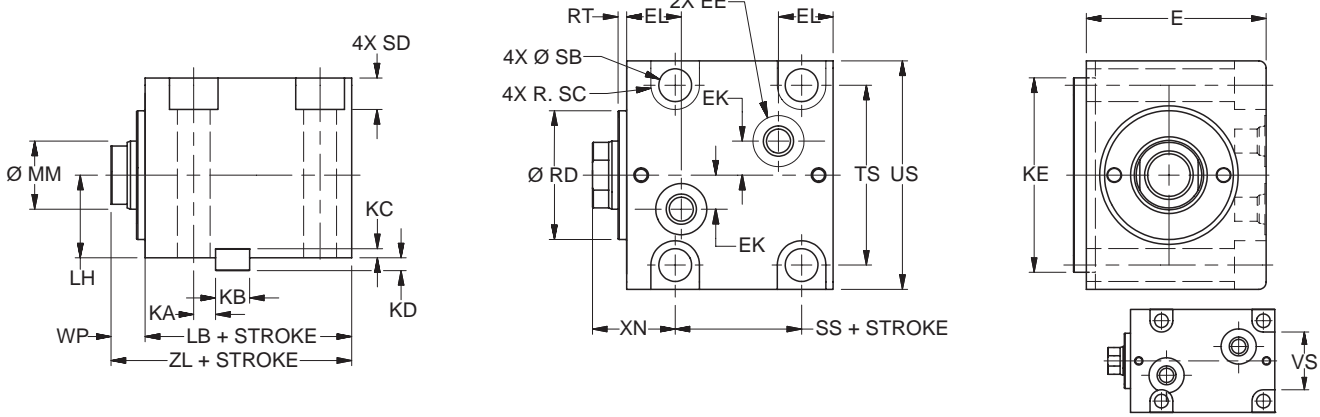 4X SD
Ø MM
LH
KC
KB
KD
KA
WP
LB + STROKE
ZL + STROKE
RT
EL
2X EE
EL
4X Ø SB
4X R. SC
EK
Ø RD
TS
US
EK
XN
SS + STROKE
E
KE
VS